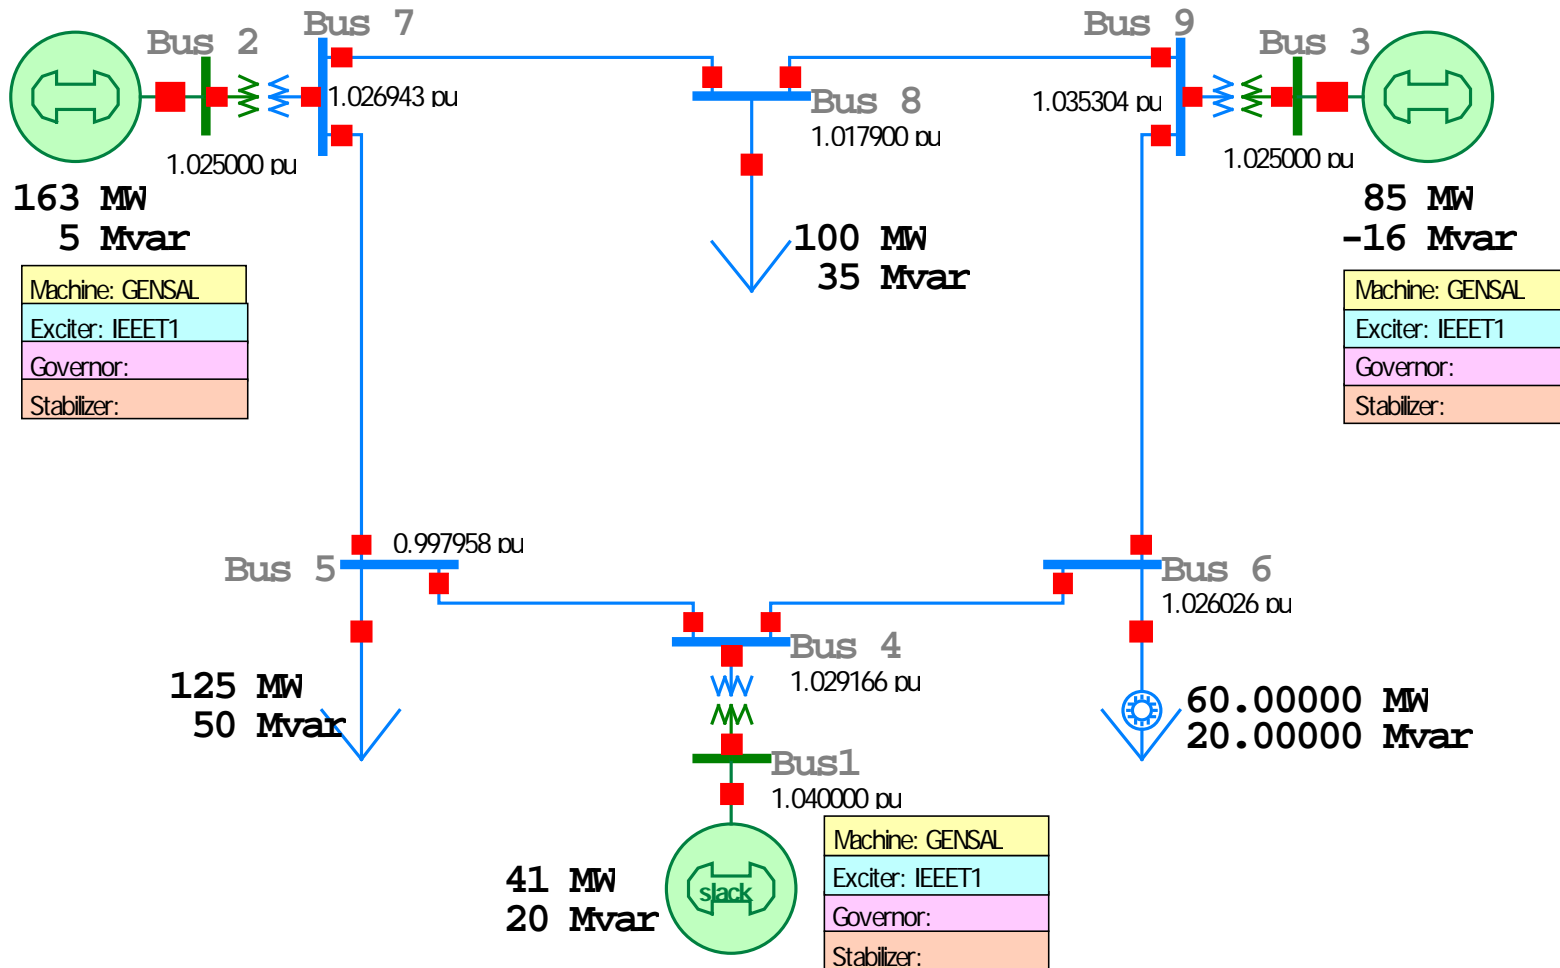 Bus 7
Bus 9
Bus 2
Bus 3
1.026943 pu
Bus 8
1.035304 pu
1.017900 pu
1.025000 pu
1.025000 pu
163 MW
5 Mvar
85 MW
-16 Mvar
100 MW
35 Mvar
Machine: GENSAL
Exciter: IEEET1
Governor:
Stabilizer:
Machine: GENSAL
Exciter: IEEET1
Governor:
Stabilizer:
0.997958 pu
Bus 5
Bus 6
1.026026 pu
Bus 4
1.029166 pu
125 MW
50 Mvar
60.00000 MW
20.00000 Mvar
Bus1
1.040000 pu
41 MW
20 Mvar
slack
Machine: GENSAL
Exciter: IEEET1
Governor:
Stabilizer: